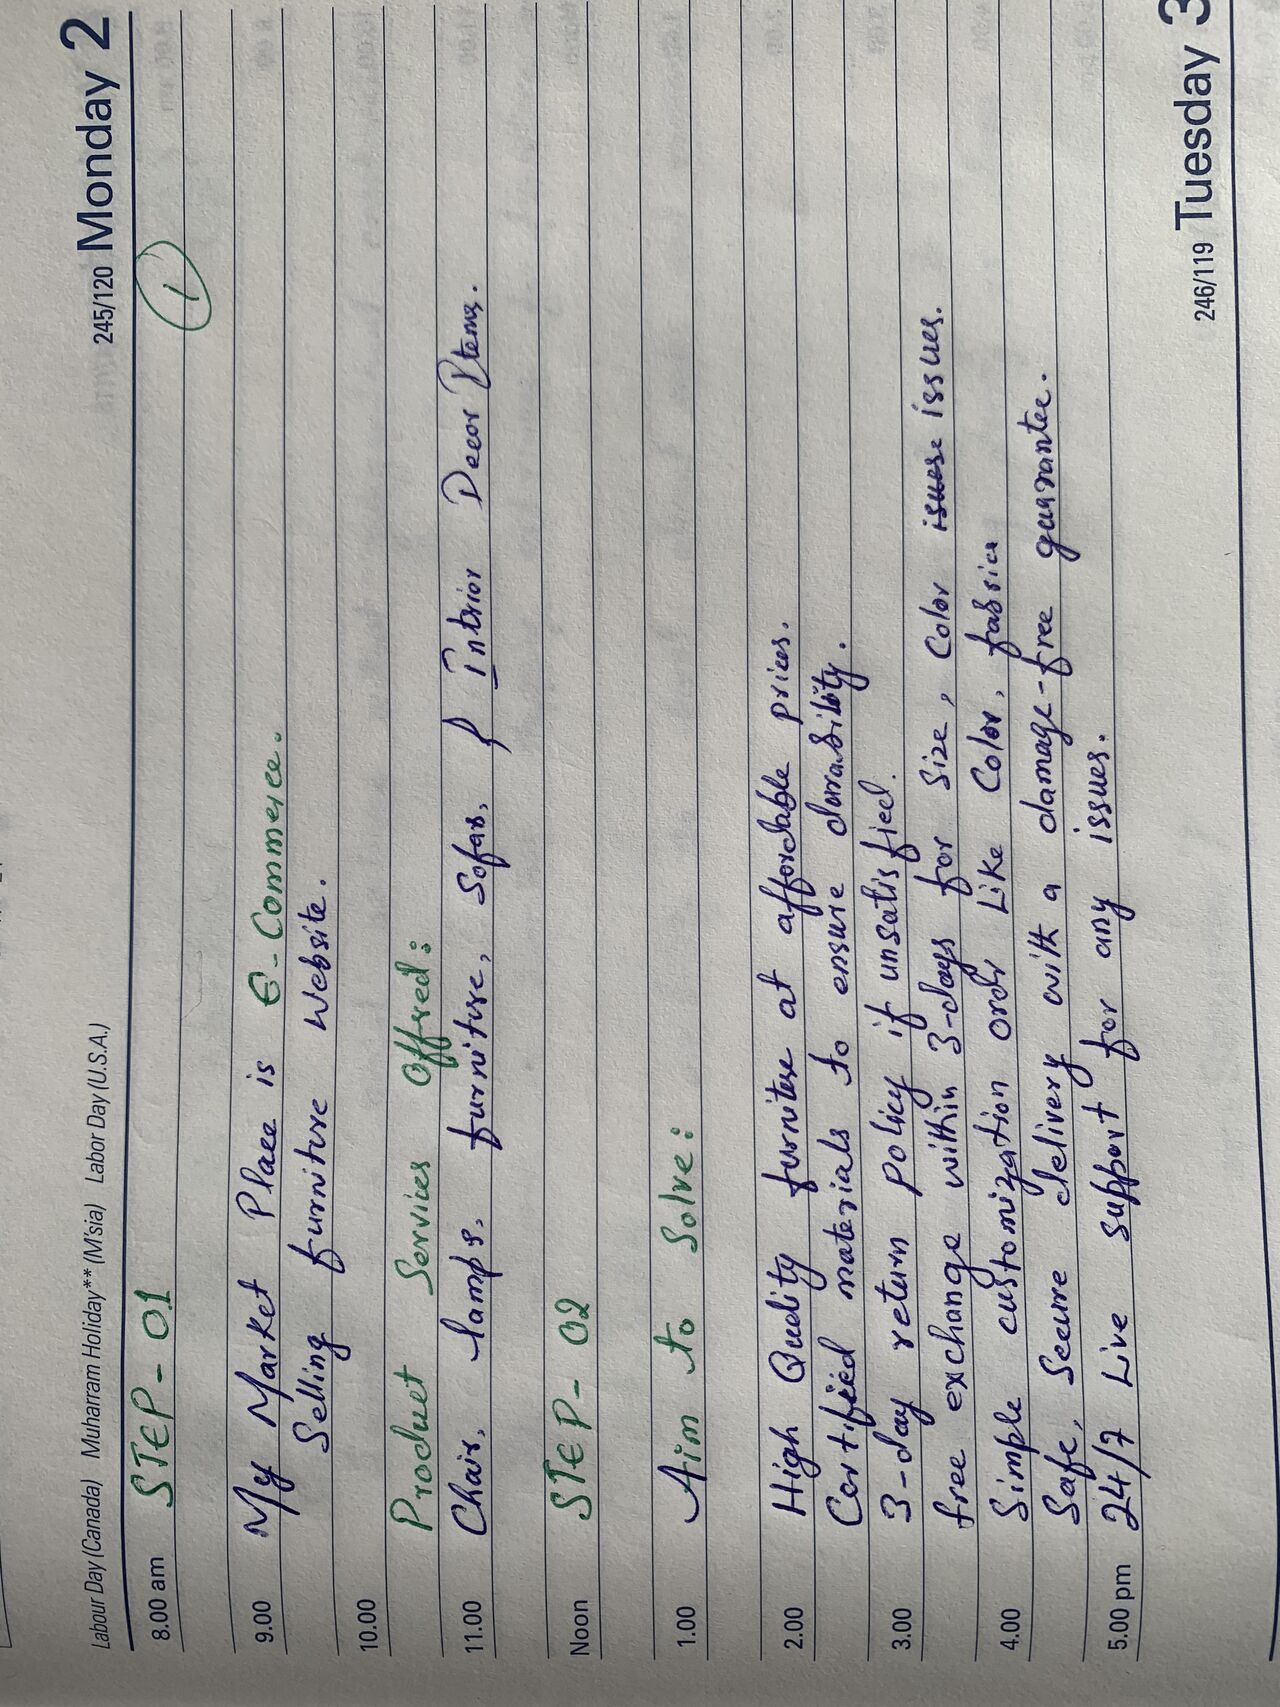 Labour Day (Canada) Muharram Holiday** (M'sia) Labor Day (U.S.A.) 245/120 Monday 2
8.00 am STEP - 01 1
9.00 My Market Place is E-Commerce.
Selling furniture Website.
10.00
Product Services Offred:
11.00 Chair, lamps, furniture, Sofas, & Intrior Decor Items.
Noon STEP - 02
1.00 Aim to Solve:
2.00 High Quality furniture at affordable prices.
Certified materials to ensure durability.
3.00 3-day return policy if unsatisfied.
free exchange within 3-days for Size, Color issues.
4.00 Simple customization order Like Color, fabrics
Safe, Secure delivery with a damage-free guarantee.
5.00 pm 24/7 Live support for any issues.
246/119 Tuesday 3